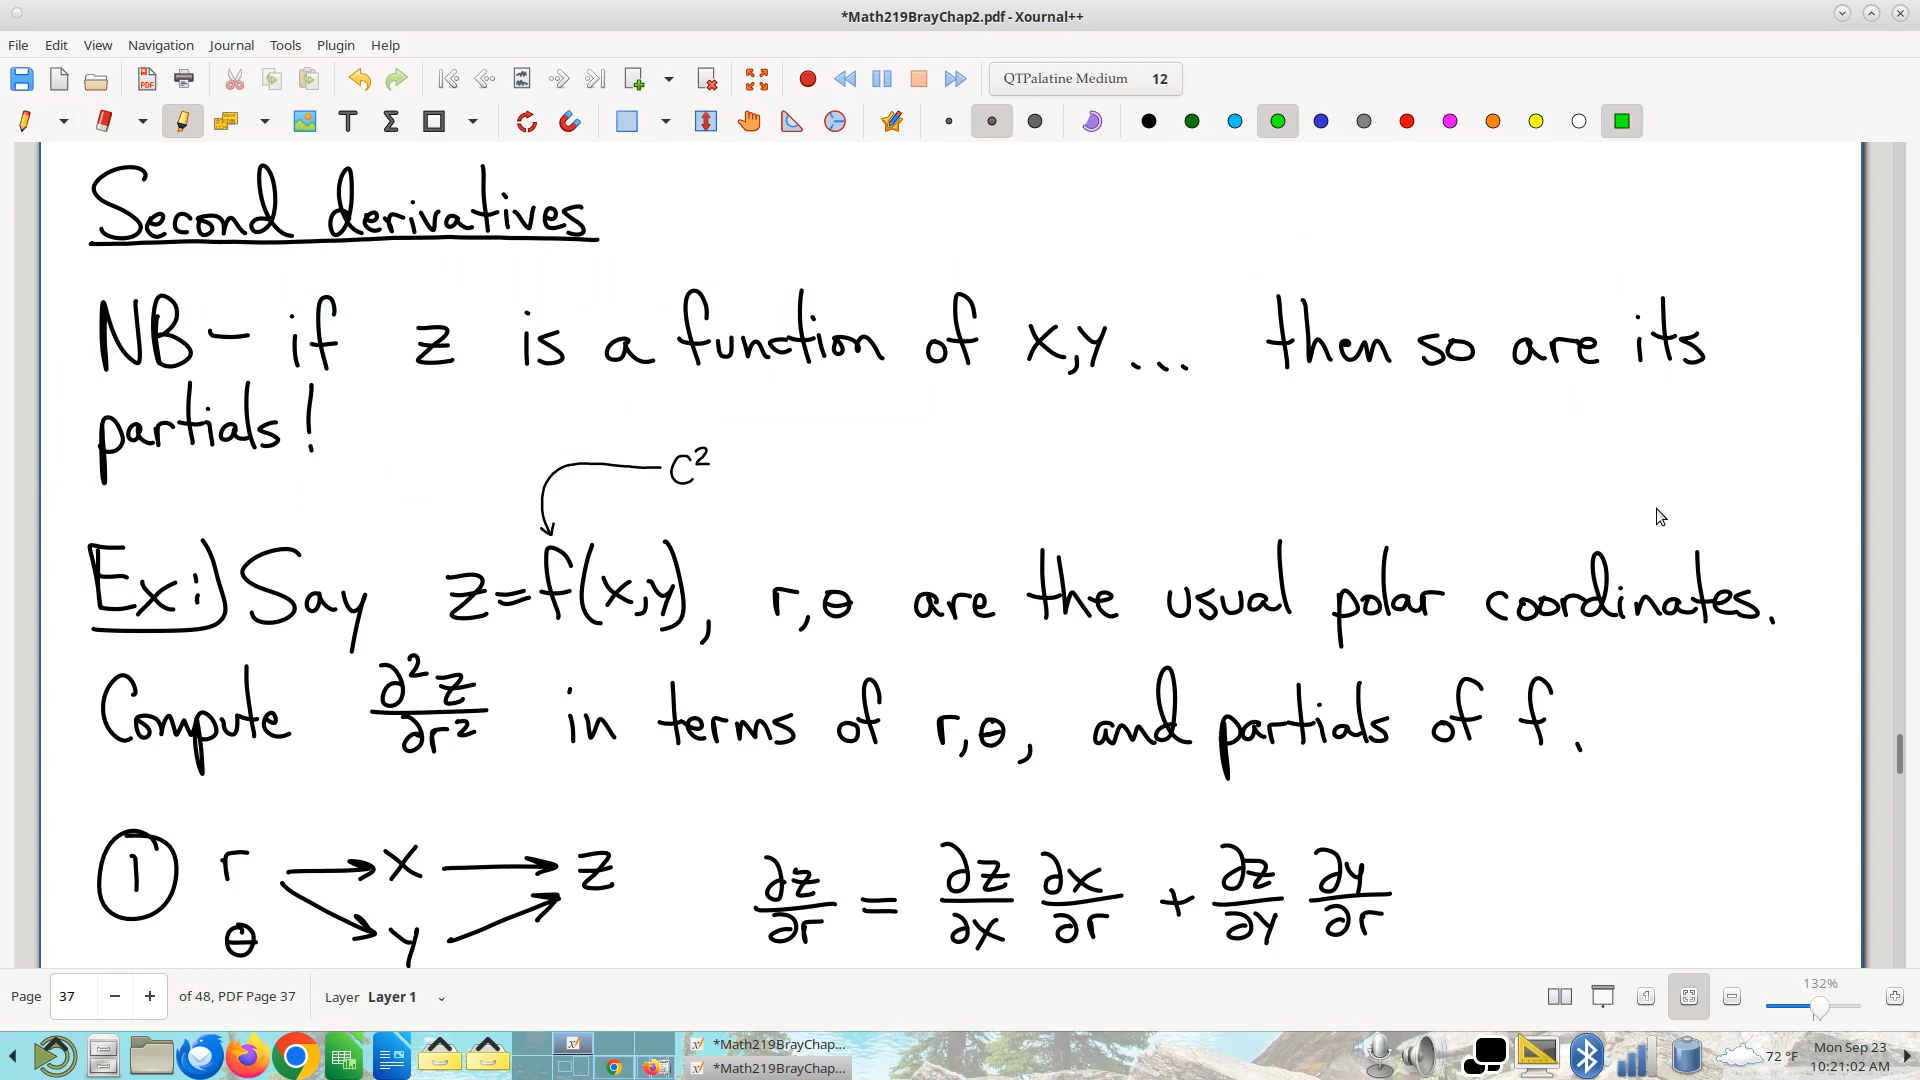 *Math219BrayChap2.pdf - Xournal++
File Edit View Navigation Journal Tools Plugin Help
QTPalatine Medium 12
Second derivatives
NB - if z is a function of x,y... then so are its
partials!
C²
Ex: Say z=f(x,y), r,θ are the usual polar coordinates.
Compute ∂²z/∂r² in terms of r,θ, and partials of f.
① r → x → z ∂z/∂r = ∂z/∂x ∂x/∂r + ∂z/∂y ∂y/∂r
θ y
Page 37 of 48, PDF Page 37 Layer Layer 1 132%
*Math219BrayChap...
*Math219BrayChap...
72 °F
Mon Sep 23
10:21:02 AM